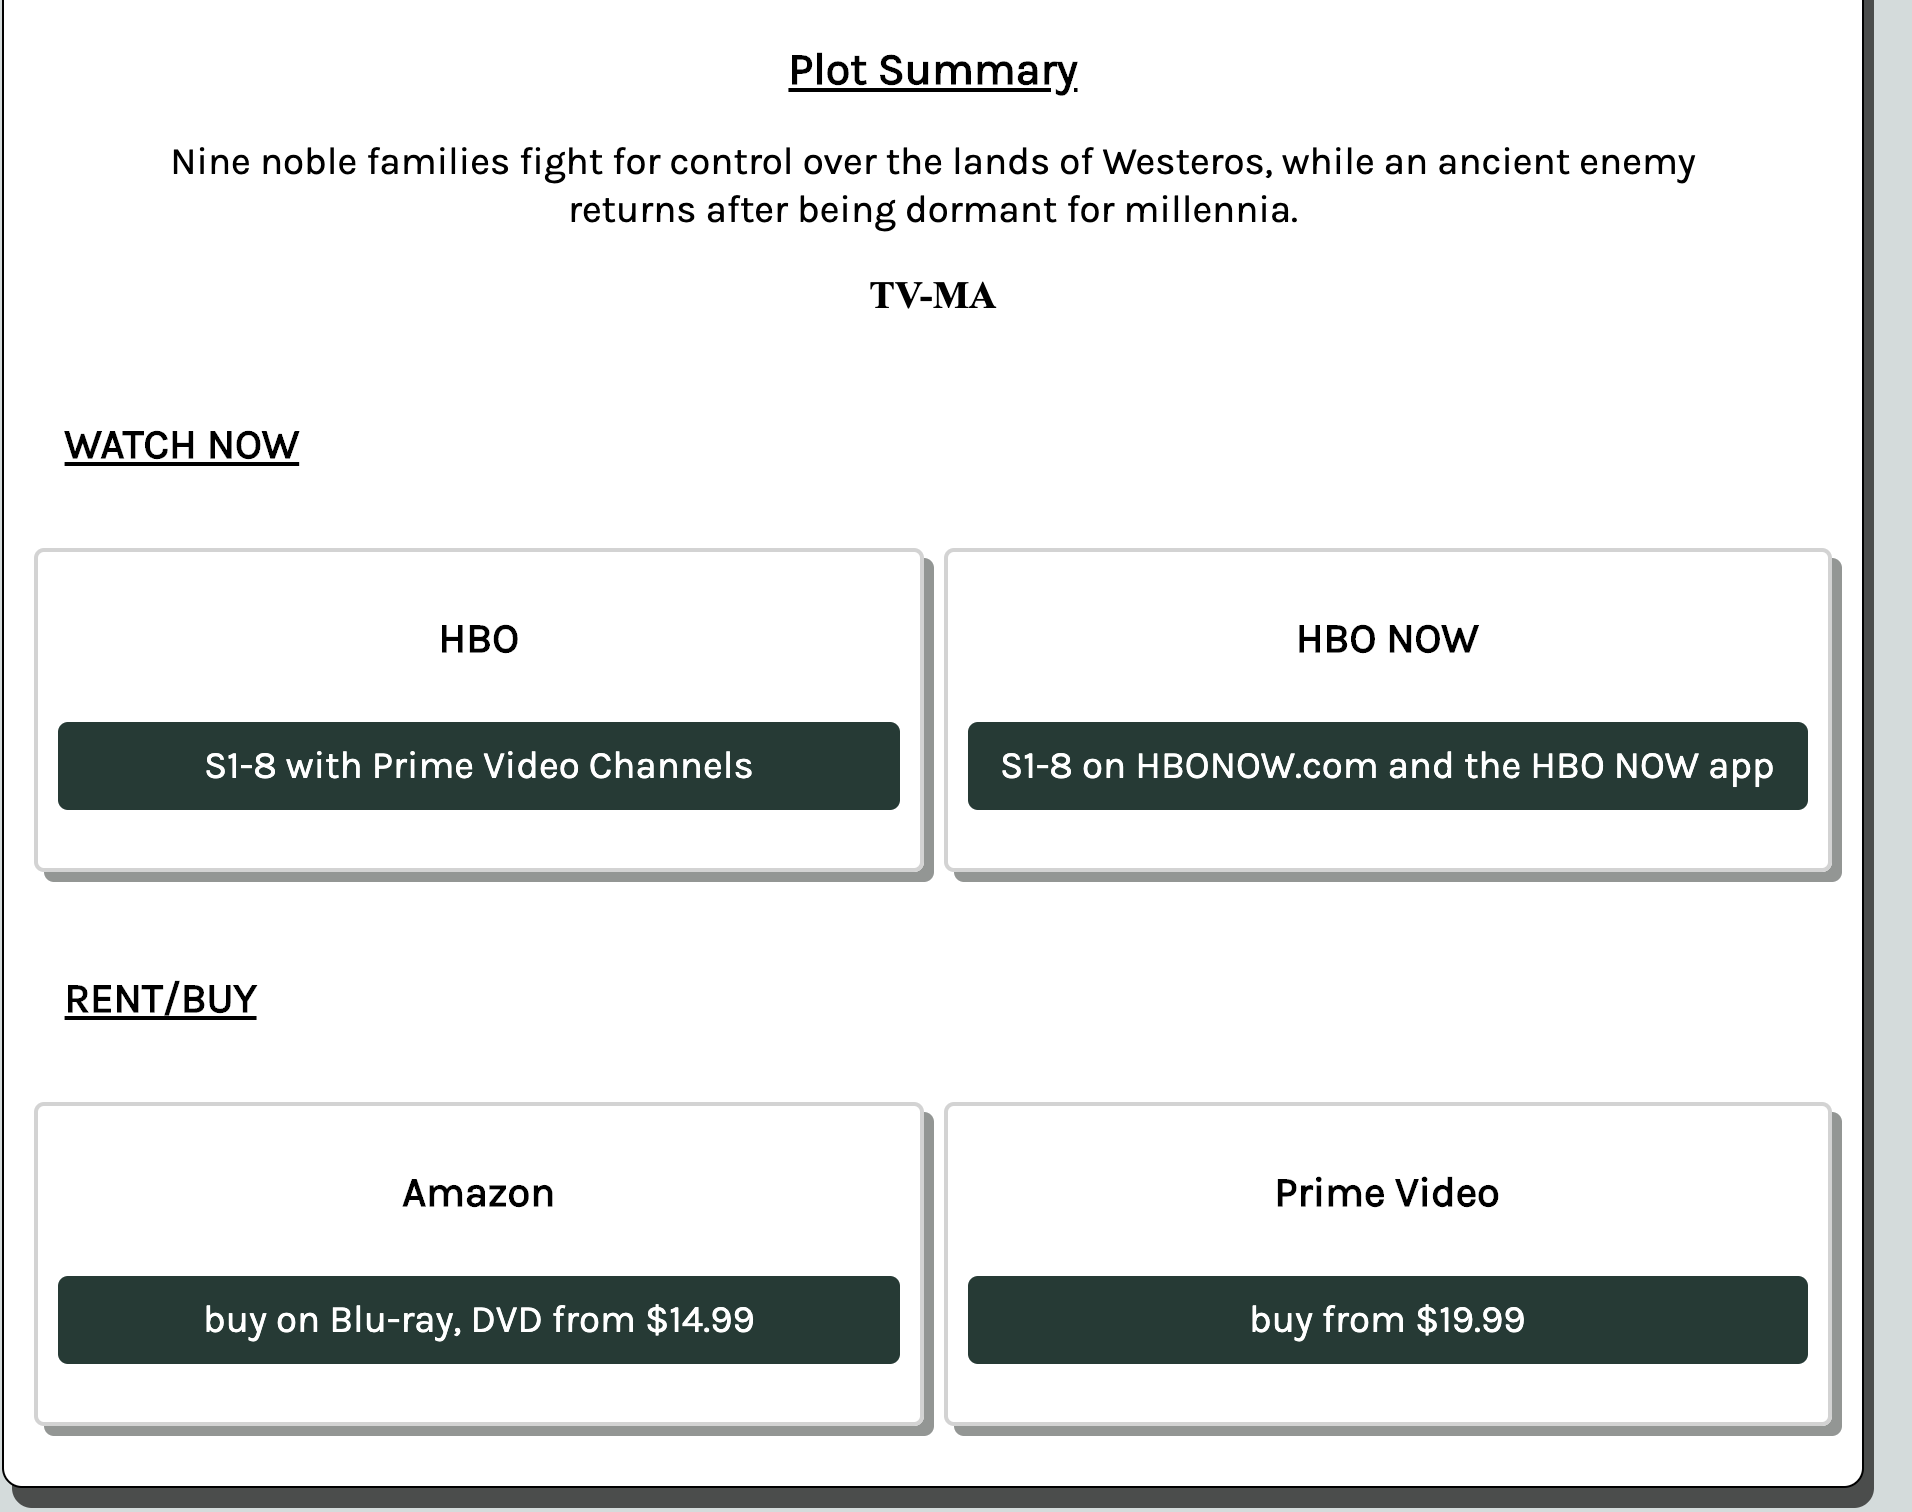 Plot Summary
Nine noble families fight for control over the lands of Westeros, while an ancient enemy
returns after being dormant for millennia.
TV-MA
WATCH NOW
HBO
S1-8 with Prime Video Channels
HBO NOW
S1-8 on HBONOW.com and the HBO NOW app
RENT/BUY
Amazon
buy on Blu-ray, DVD from $14.99
Prime Video
buy from $19.99